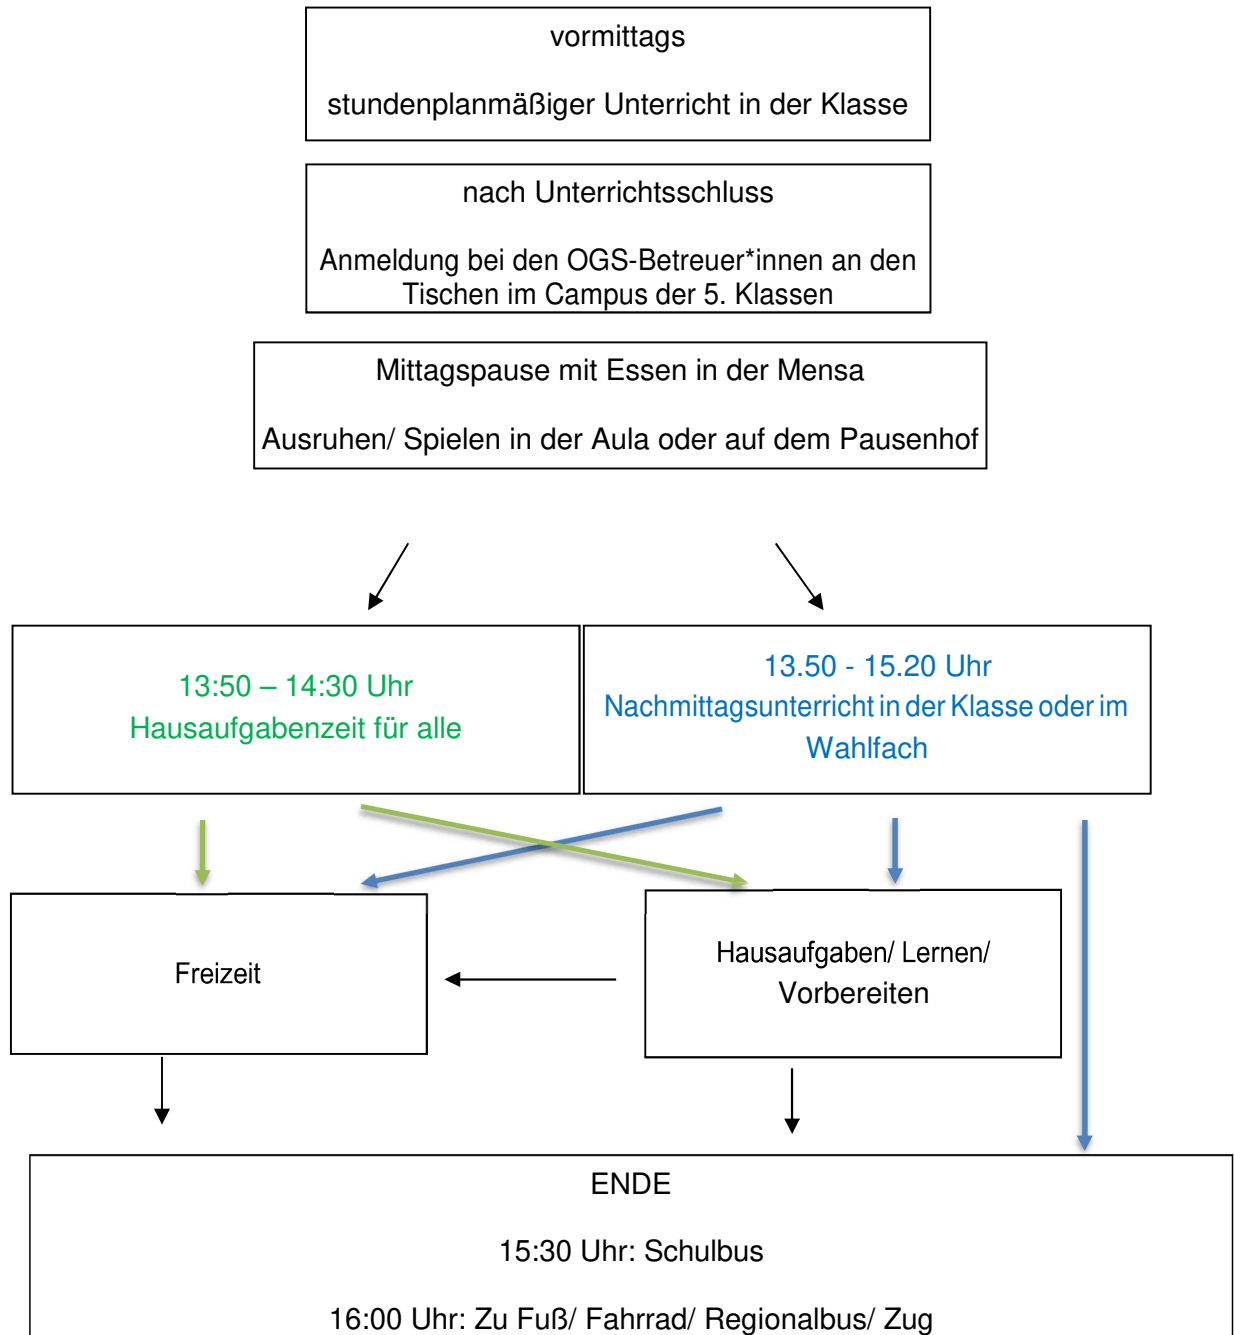 vormittags
stundenplanmäßiger Unterricht in der Klasse
nach Unterrichtsschluss
Anmeldung bei den OGS-Betreuer*innen an den
Tischen im Campus der 5. Klassen
Mittagspause mit Essen in der Mensa
Ausruhen/ Spielen in der Aula oder auf dem Pausenhof
13:50 – 14:30 Uhr
Hausaufgabenzeit für alle
13.50 - 15.20 Uhr
Nachmittagsunterricht in der Klasse oder im
Wahlfach
Freizeit
Hausaufgaben/ Lernen/
Vorbereiten
ENDE
15:30 Uhr: Schulbus
16:00 Uhr: Zu Fuß/ Fahrrad/ Regionalbus/ Zug